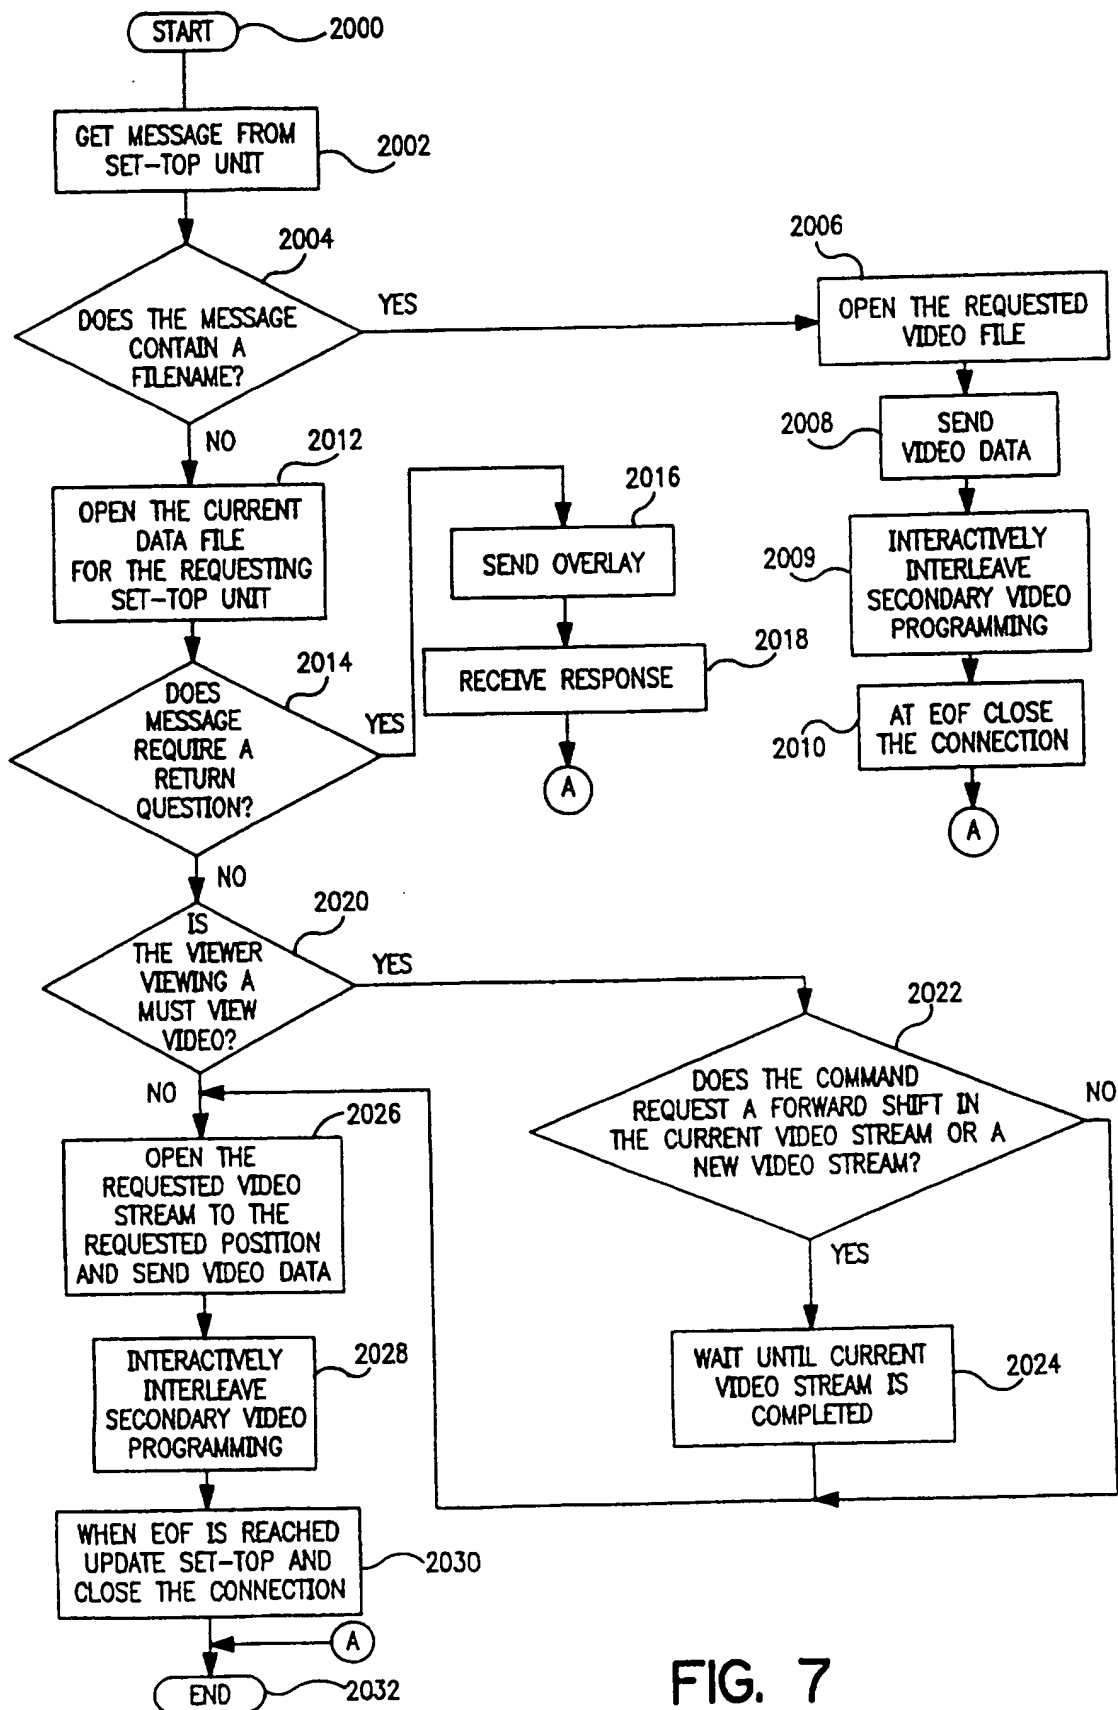 START
2000
GET MESSAGE FROM
SET-TOP UNIT
2002
2004
DOES THE MESSAGE
CONTAIN A
FILENAME?
YES
NO
2006
OPEN THE REQUESTED
VIDEO FILE
2008
SEND
VIDEO DATA
2009
INTERACTIVELY
INTERLEAVE
SECONDARY VIDEO
PROGRAMMING
2010
AT EOF CLOSE
THE CONNECTION
A
2012
OPEN THE CURRENT
DATA FILE
FOR THE REQUESTING
SET-TOP UNIT
2014
DOES
MESSAGE
REQUIRE A
RETURN
QUESTION?
YES
NO
2016
SEND OVERLAY
2018
RECEIVE RESPONSE
A
2020
IS
THE VIEWER
VIEWING A
MUST VIEW
VIDEO?
YES
NO
2022
DOES THE COMMAND
REQUEST A FORWARD SHIFT IN
THE CURRENT VIDEO STREAM OR A
NEW VIDEO STREAM?
NO
YES
WAIT UNTIL CURRENT
VIDEO STREAM IS
COMPLETED
2024
2026
OPEN THE
REQUESTED VIDEO
STREAM TO THE
REQUESTED POSITION
AND SEND VIDEO DATA
INTERACTIVELY
INTERLEAVE
SECONDARY VIDEO
PROGRAMMING
2028
WHEN EOF IS REACHED
UPDATE SET-TOP AND
CLOSE THE CONNECTION
2030
A
END
2032
FIG. 7